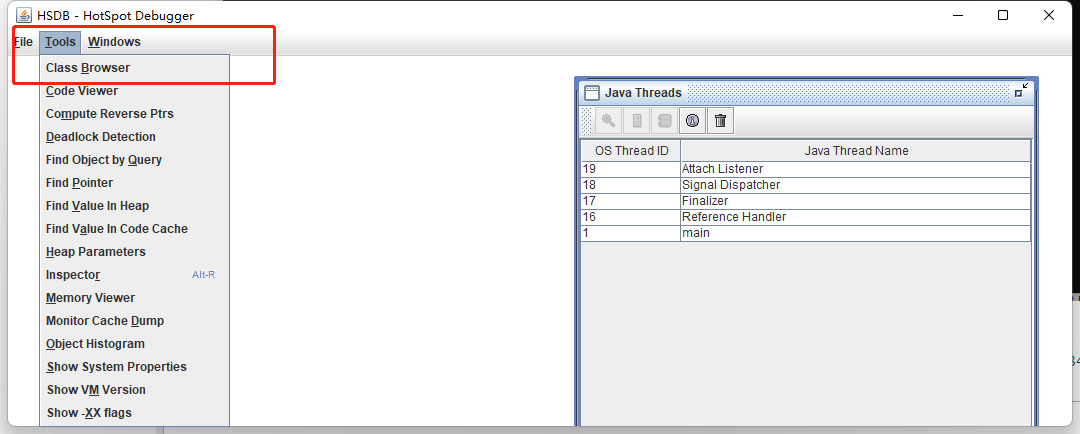 HSDB - HotSpot Debugger
File Tools Windows
Class Browser
Code Viewer
Compute Reverse Ptrs
Deadlock Detection
Find Object by Query
Find Pointer
Find Value In Heap
Find Value In Code Cache
Heap Parameters
Inspector Alt-R
Memory Viewer
Monitor Cache Dump
Object Histogram
Show System Properties
Show VM Version
Show -XX flags
Java Threads
OS Thread ID Java Thread Name
19 Attach Listener
18 Signal Dispatcher
17 Finalizer
16 Reference Handler
1 main